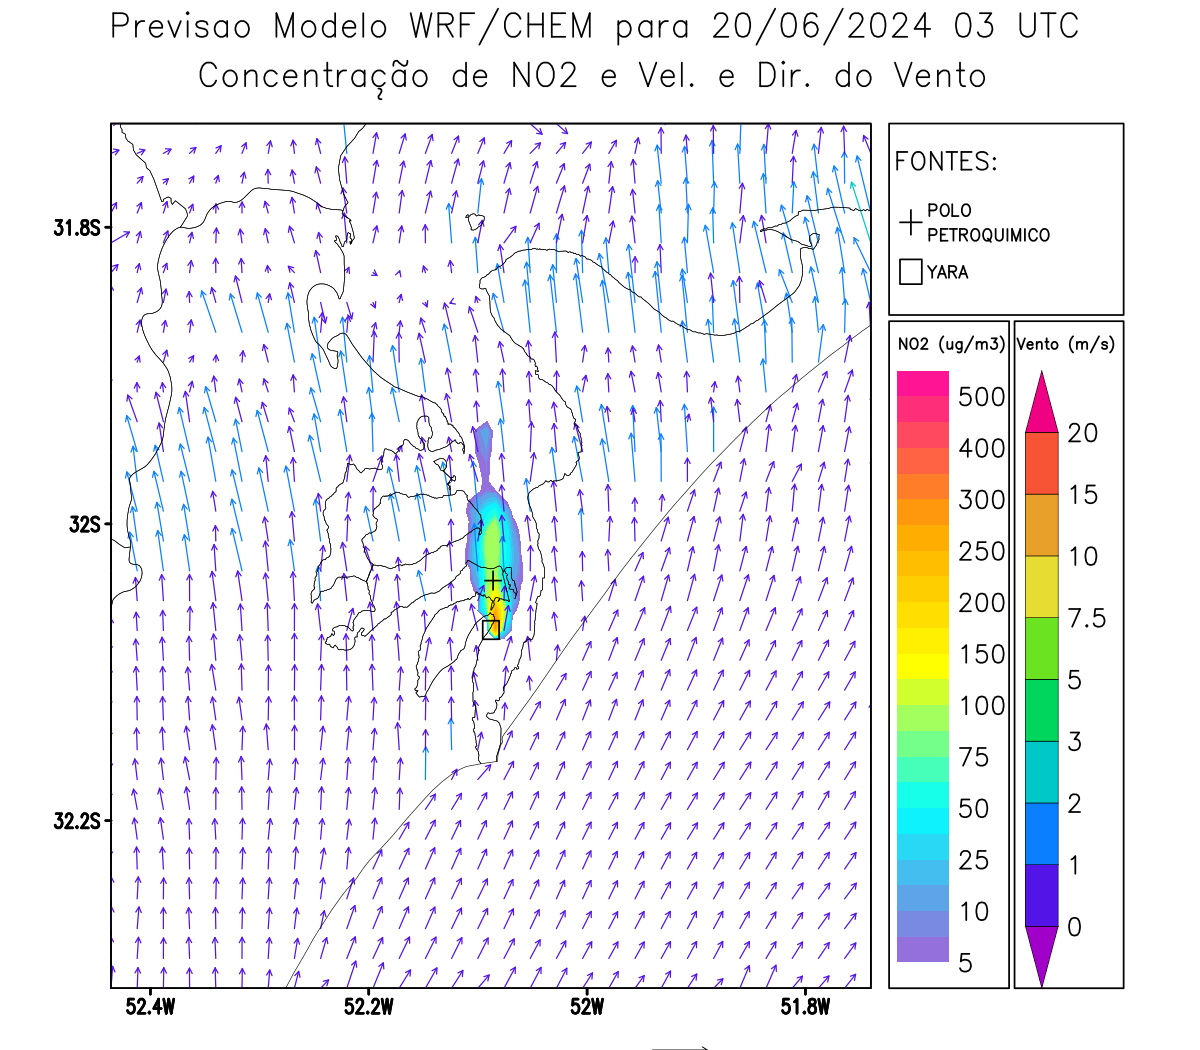 Previsao Modelo WRF/CHEM para 20/06/2024 03 UTC
Concentração de NO2 e Vel. e Dir. do Vento
FONTES:
POLO
PETROQUIMICO
YARA
31.8S
32S
32.2S
52.4W
52.2W
52W
51.8W
NO2 (ug/m3)
500
400
300
250
200
150
100
75
50
25
10
5
Vento (m/s)
20
15
10
7.5
5
3
2
1
0